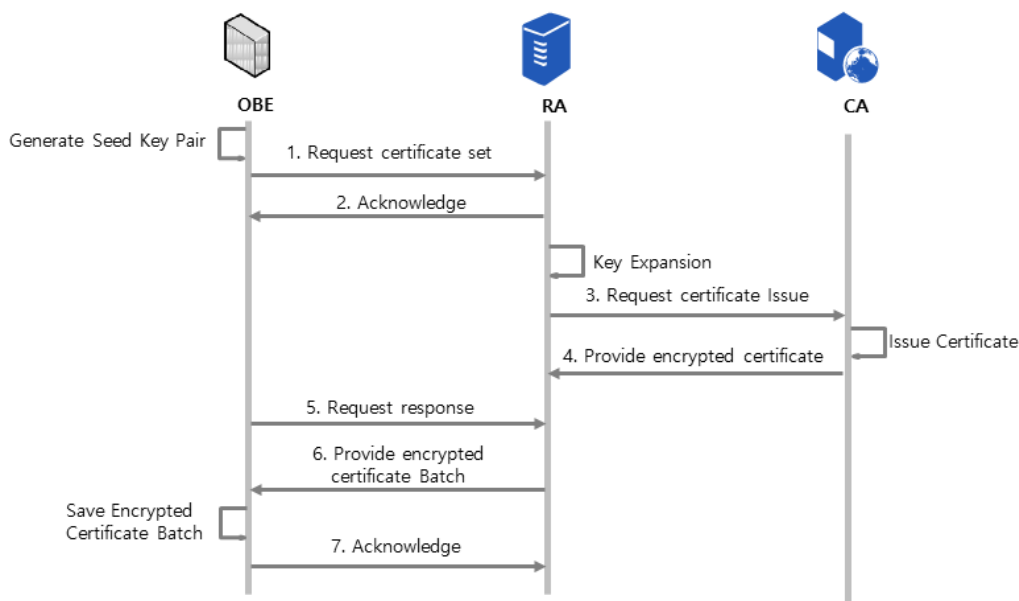 OBE
RA
CA
Generate Seed Key Pair
1. Request certificate set
2. Acknowledge
Key Expansion
3. Request certificate Issue
Issue Certificate
4. Provide encrypted certificate
5. Request response
6. Provide encrypted
certificate Batch
Save Encrypted
Certificate Batch
7. Acknowledge